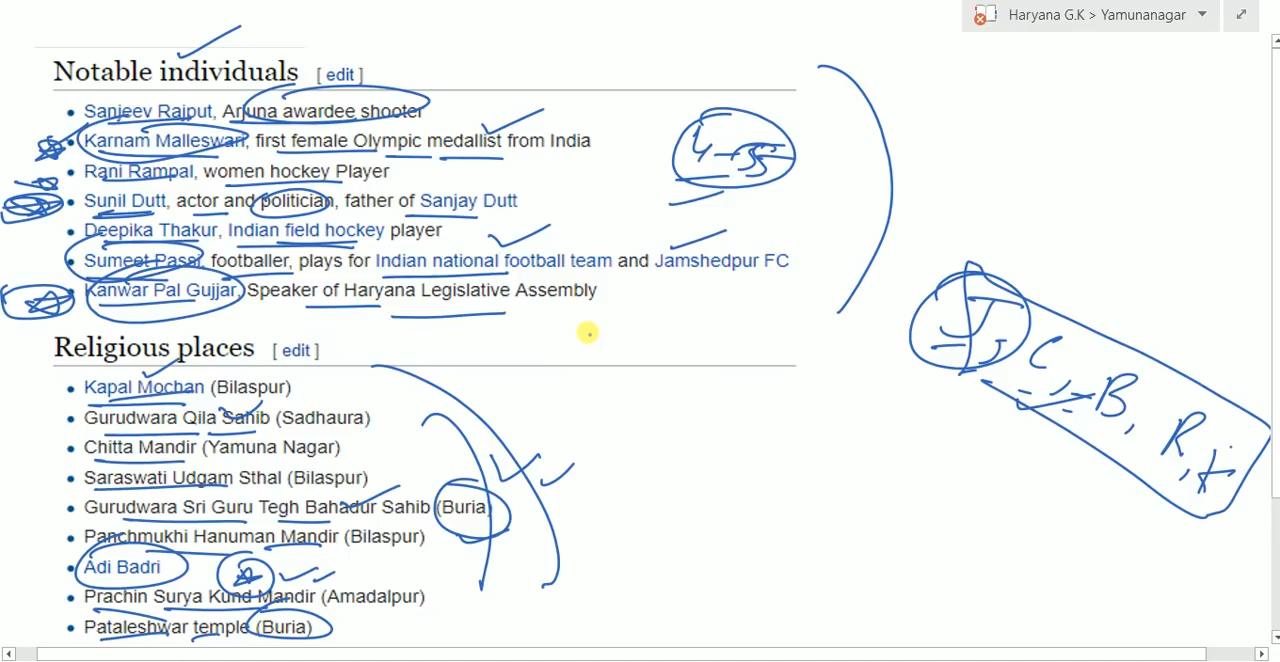 Haryana G.K > Yamunanagar
Notable individuals [ edit ]
Sanjeev Rajput, Arjuna awardee shooter
Karnam Malleswari, first female Olympic medallist from India
Rani Rampal, women hockey Player
Sunil Dutt, actor and politician, father of Sanjay Dutt
Deepika Thakur, Indian field hockey player
Sumeet Passi, footballer, plays for Indian national football team and Jamshedpur FC
Kanwar Pal Gujjar, Speaker of Haryana Legislative Assembly
Religious places [ edit ]
Kapal Mochan (Bilaspur)
Gurudwara Qila Sahib (Sadhaura)
Chitta Mandir (Yamuna Nagar)
Saraswati Udgam Sthal (Bilaspur)
Gurudwara Sri Guru Tegh Bahadur Sahib (Buria)
Panchmukhi Hanuman Mandir (Bilaspur)
Adi Badri
Prachin Surya Kund Mandir (Amadalpur)
Pataleshwar temple (Buria)